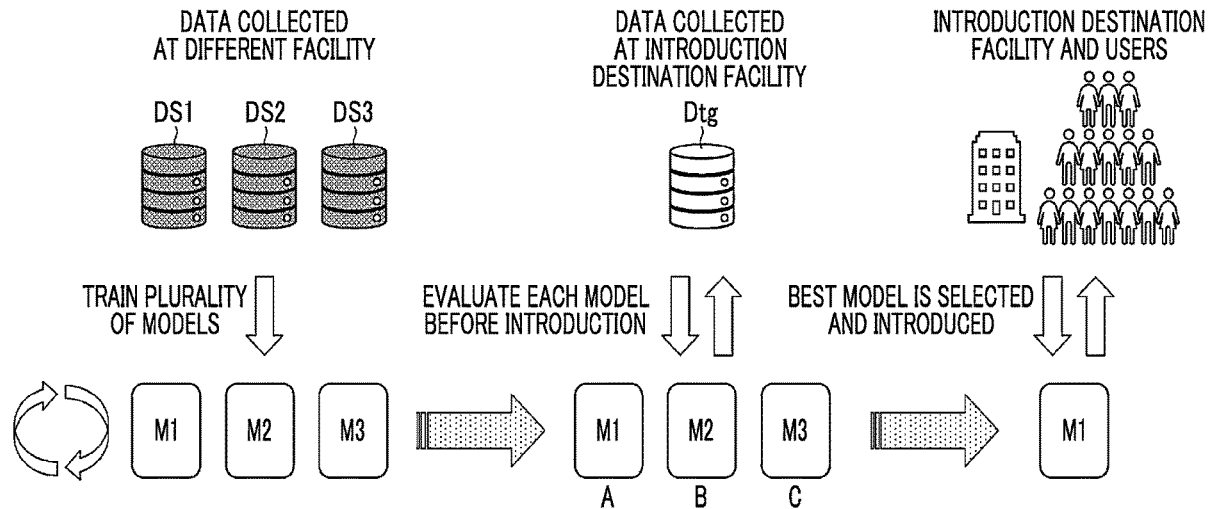 DATA COLLECTED
AT DIFFERENT FACILITY
DATA COLLECTED
AT INTRODUCTION
DESTINATION FACILITY
INTRODUCTION DESTINATION
FACILITY AND USERS
DS1
DS2
DS3
Dtg
TRAIN PLURALITY
OF MODELS
EVALUATE EACH MODEL
BEFORE INTRODUCTION
BEST MODEL IS SELECTED
AND INTRODUCED
M1
M2
M3
M1
M2
M3
M1
A
B
C